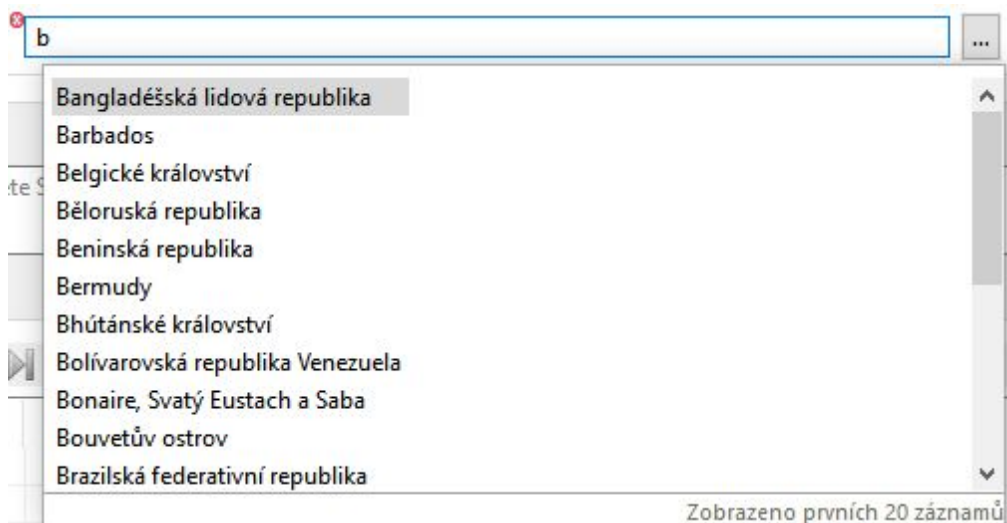 b
...
Bangladéšská lidová republika
Barbados
Belgické království
te S
Běloruská republika
Beninská republika
Bermudy
Bhútánské království
Bolívarovská republika Venezuela
Bonaire, Svatý Eustach a Saba
Bouvetův ostrov
Brazilská federativní republika
Zobrazeno prvních 20 záznamů